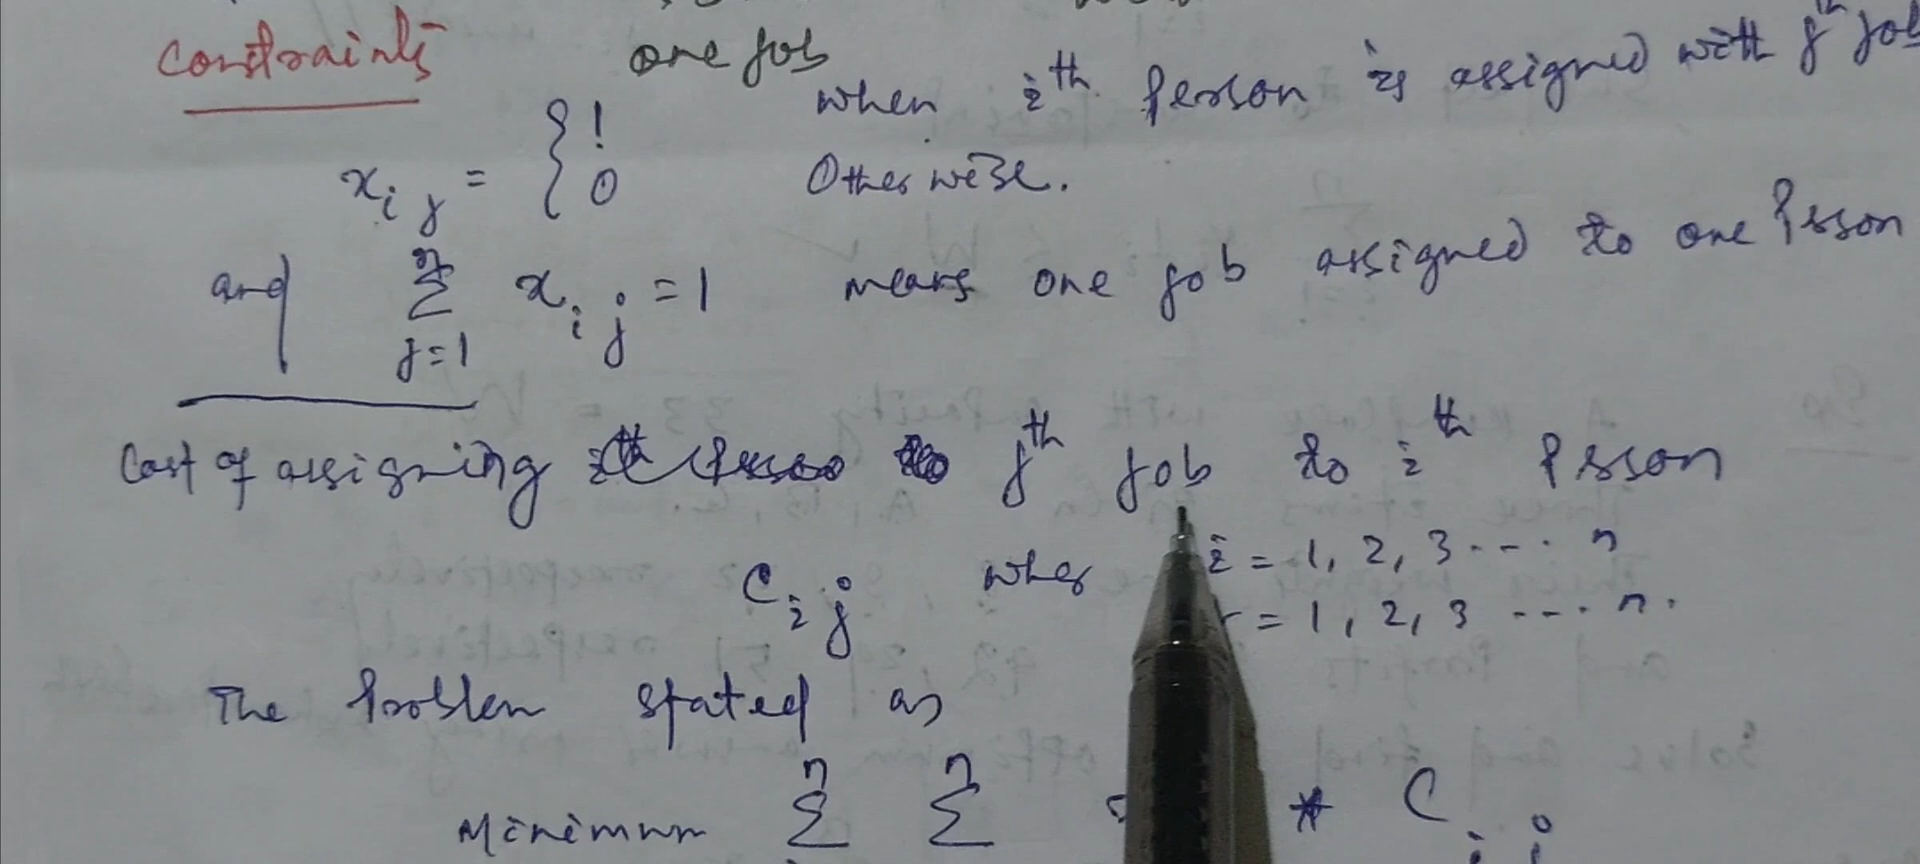 Constraints one job
when ith Person is assigned with jth job
xij = { 1
0 Otherwise.
and n Σ j=1 xij = 1 means one job assigned to one Person
Cost of assigning jth job to ith Person
Cij wher i = 1, 2, 3 --- n
= 1, 2, 3 --- n.
The Problem stated as
Minimum n Σ n Σ * Cij